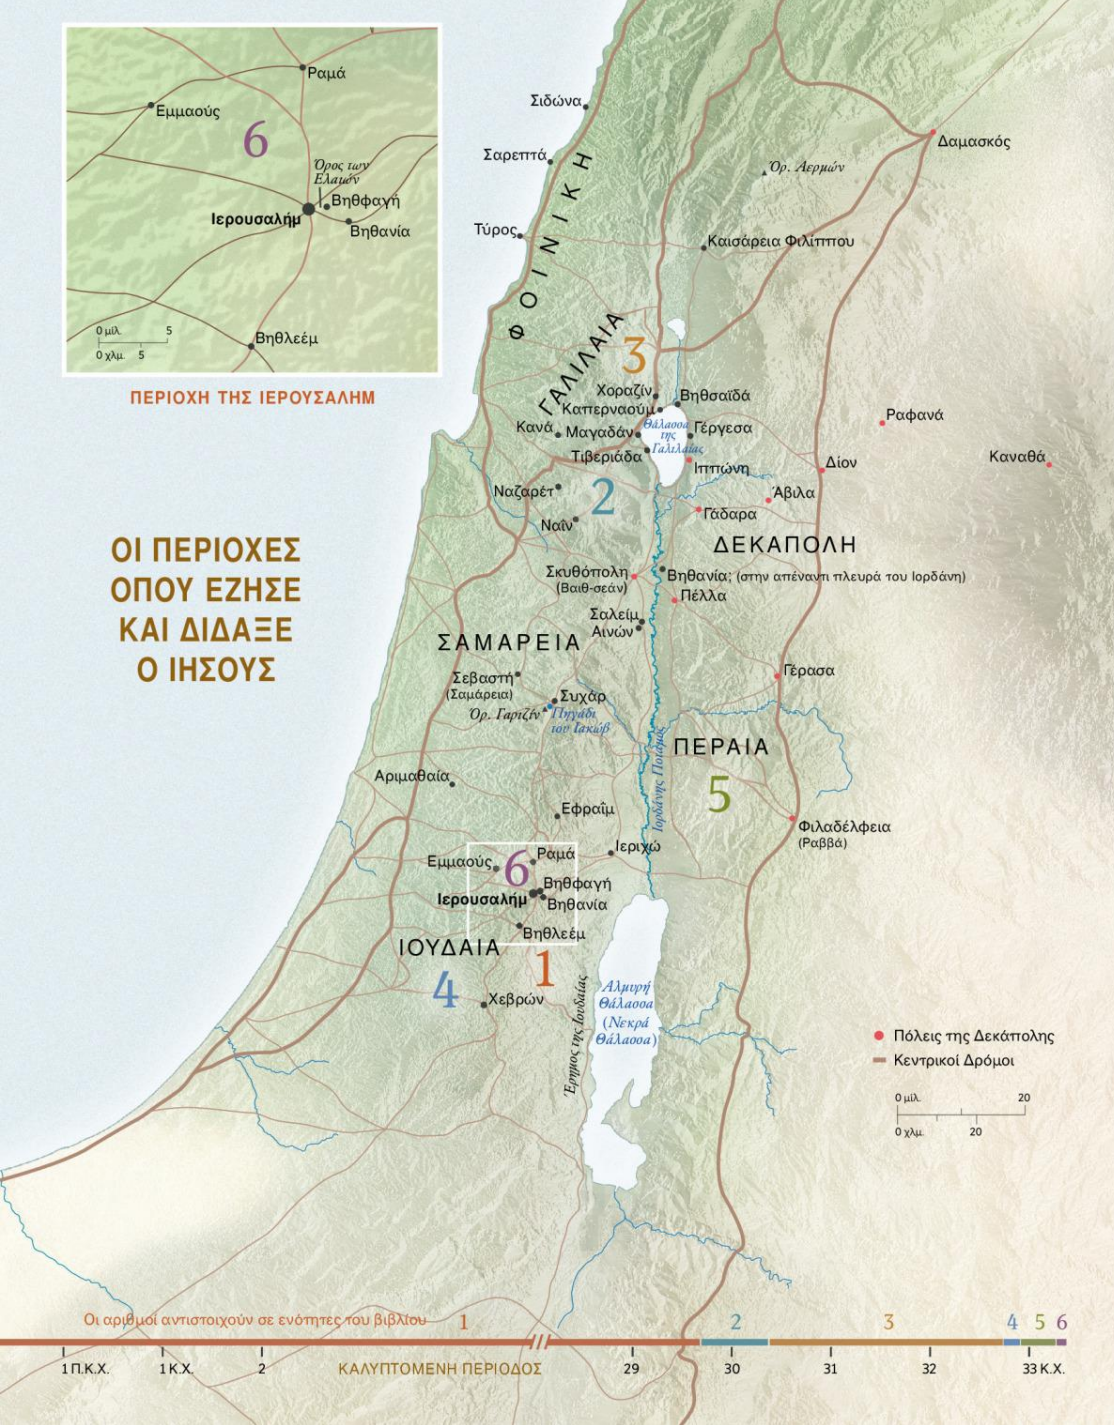 Ραμά
Εμμαούς
6
Όρος των
Ελαιών
Βηθφαγή
Ιερουσαλήμ
Βηθανία
Βηθλεέμ
0 μίλ. 5
0 χλμ. 5
ΠΕΡΙΟΧΗ ΤΗΣ ΙΕΡΟΥΣΑΛΗΜ
ΟΙ ΠΕΡΙΟΧΕΣ
ΟΠΟΥ ΕΖΗΣΕ
ΚΑΙ ΔΙΔΑΞΕ
Ο ΙΗΣΟΥΣ
Σιδώνα
Δαμασκός
Σαρεπτά
Όρ. Αερμών
ΦΟΙΝΙΚΗ
Τύρος
Καισάρεια Φιλίππου
ΓΑΛΙΛΑΙΑ
3
Χοραζίν
Βηθσαϊδά
Καπερναούμ
Ραφανά
Κανά
Μαγαδάν
Θάλασσα
της
Γαλιλαίας
Γέργεσα
Τιβεριάδα
Ιππώνη
Δίον
Καναθά
Ναζαρέτ
2
Άβιλα
Γάδαρα
Ναΐν
ΔΕΚΑΠΟΛΗ
Σκυθόπολη
(Βαιθ-σεάν)
Βηθανία; (στην απέναντι πλευρά του Ιορδάνη)
Πέλλα
Σαλείμ
Αινών
ΣΑΜΑΡΕΙΑ
Σεβαστή
(Σαμάρεια)
Συχάρ
Γέρασα
Όρ. Γαριζίν
Πηγάδι
του Ιακώβ
Ιορδάνης Ποταμός
ΠΕΡΑΙΑ
5
Αριμαθαία
Εφραΐμ
Φιλαδέλφεια
(Ραββά)
Ιεριχώ
Εμμαούς
6
Ραμά
Βηθφαγή
Ιερουσαλήμ
Βηθανία
Βηθλεέμ
ΙΟΥΔΑΙΑ
1
4
Χεβρών
Έρημος της Ιουδαίας
Αλμυρή
Θάλασσα
(Νεκρά
Θάλασσα)
Πόλεις της Δεκάπολης
Κεντρικοί Δρόμοι
0 μίλ. 20
0 χλμ. 20
Οι αριθμοί αντιστοιχούν σε ενότητες του βιβλίου 1 2 3 4 5 6
1 Π.Κ.Χ. 1 Κ.Χ. 2 ΚΑΛΥΠΤΟΜΕΝΗ ΠΕΡΙΟΔΟΣ 29 30 31 32 33 Κ.Χ.